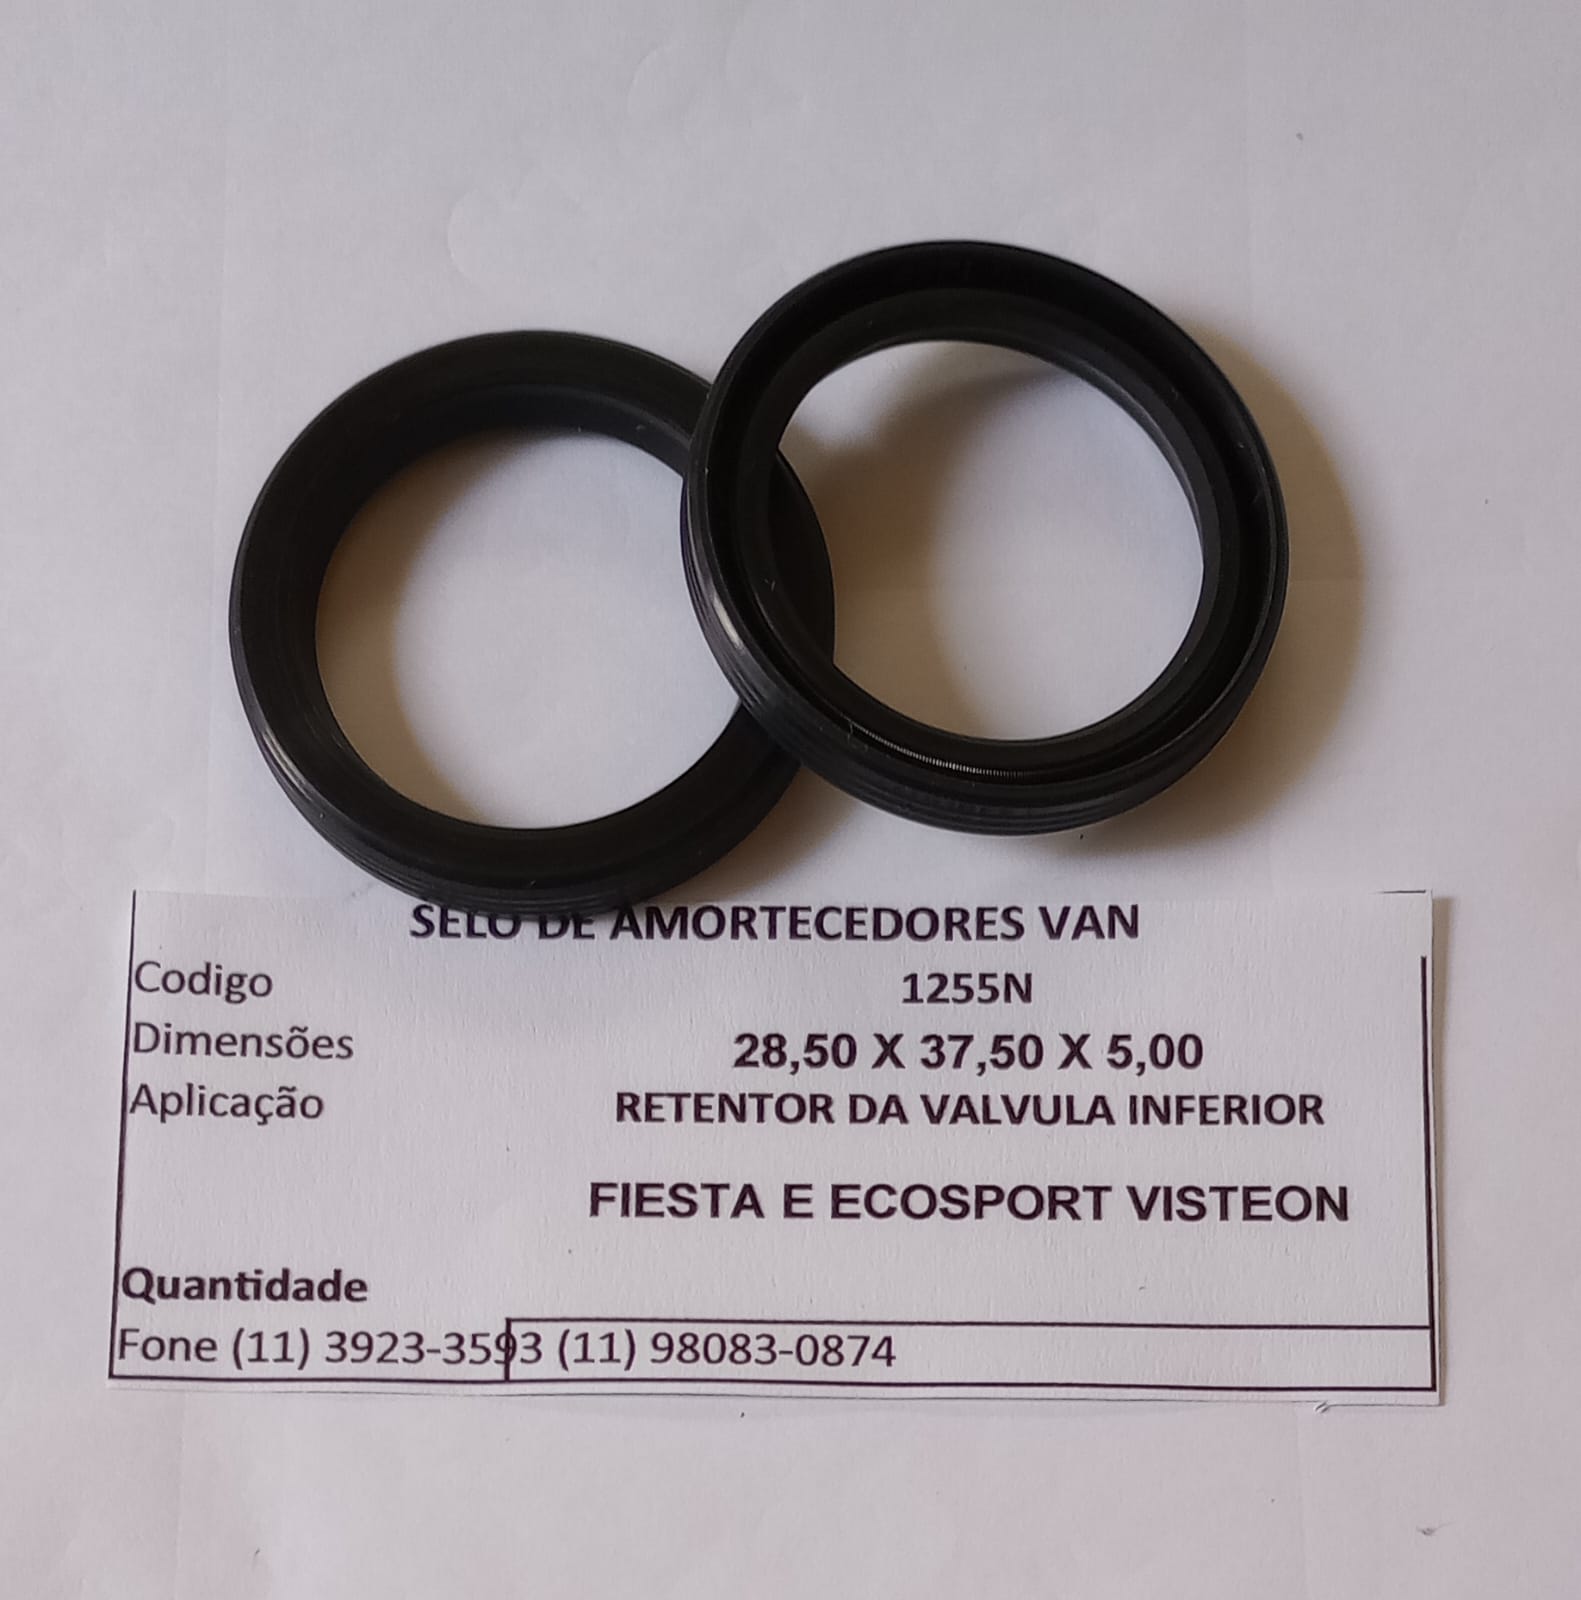 SELO DE AMORTECEDORES VAN
Codigo 1255N
Dimensões 28,50 X 37,50 X 5,00
Aplicação RETENTOR DA VALVULA INFERIOR
FIESTA E ECOSPORT VISTEON
Quantidade
Fone (11) 3923-3593 (11) 98083-0874